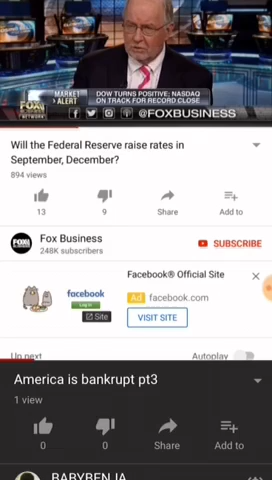 MARKET
ALERT
DOW TURNS POSITIVE; NASDAQ
ON TRACK FOR RECORD CLOSE
FOX
BUSINESS
NETWORK
@FOXBUSINESS
Will the Federal Reserve raise rates in
September, December?
894 views
13
9
Share
Add to
FOX
Fox Business
248K subscribers
SUBSCRIBE
Facebook® Official Site
facebook
Log in
Site
Ad facebook.com
VISIT SITE
Up next
Autoplay
America is bankrupt pt3
1 view
0
0
Share
Add to
BABYBENJA